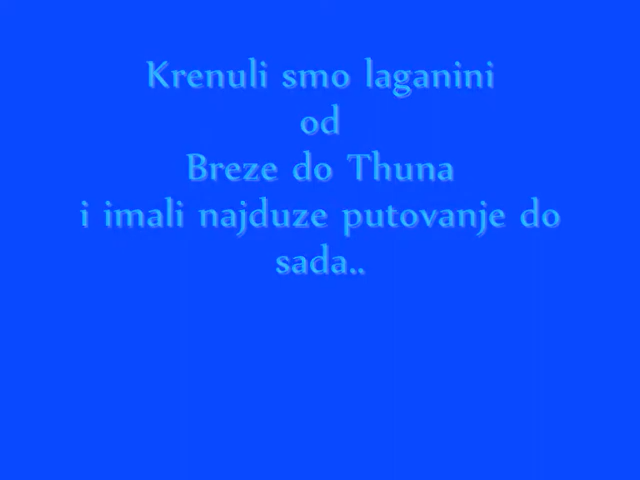 Krenuli smo laganini
od
Breze do Thuna
i imali najduze putovanje do
sada..